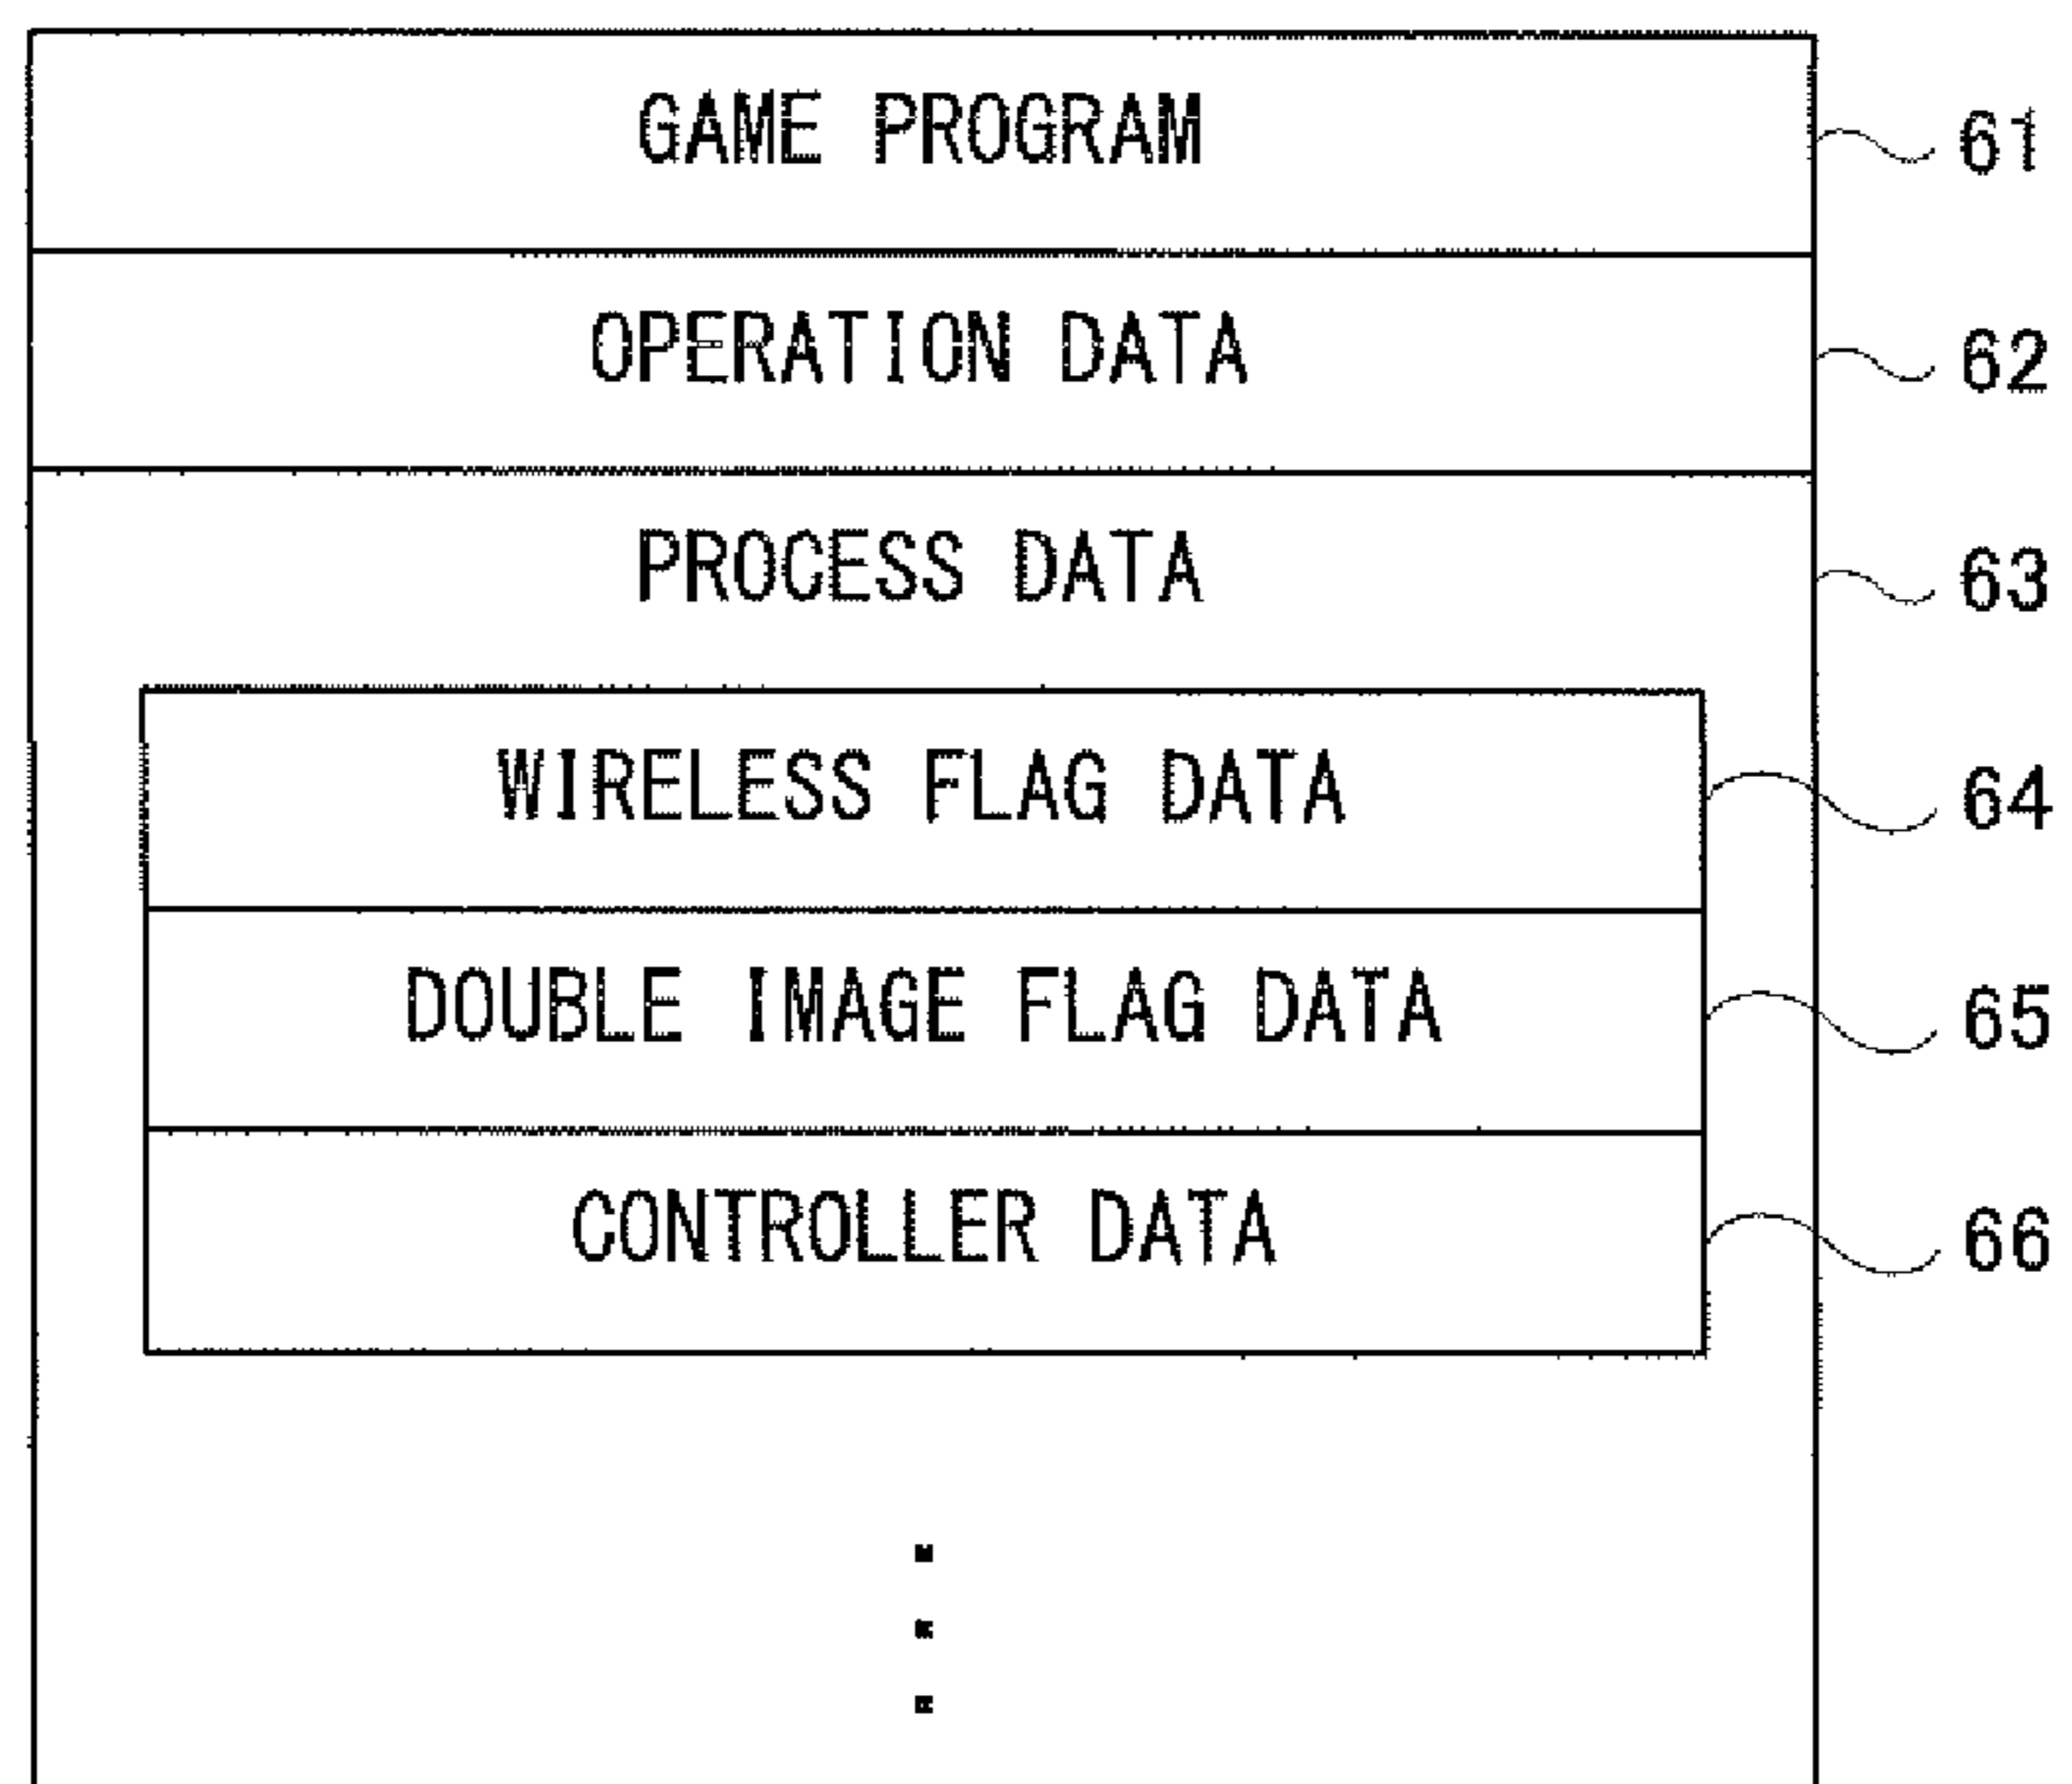 GAME PROGRAM 61
OPERATION DATA 62
PROCESS DATA 63
WIRELESS FLAG DATA 64
DOUBLE IMAGE FLAG DATA 65
CONTROLLER DATA 66